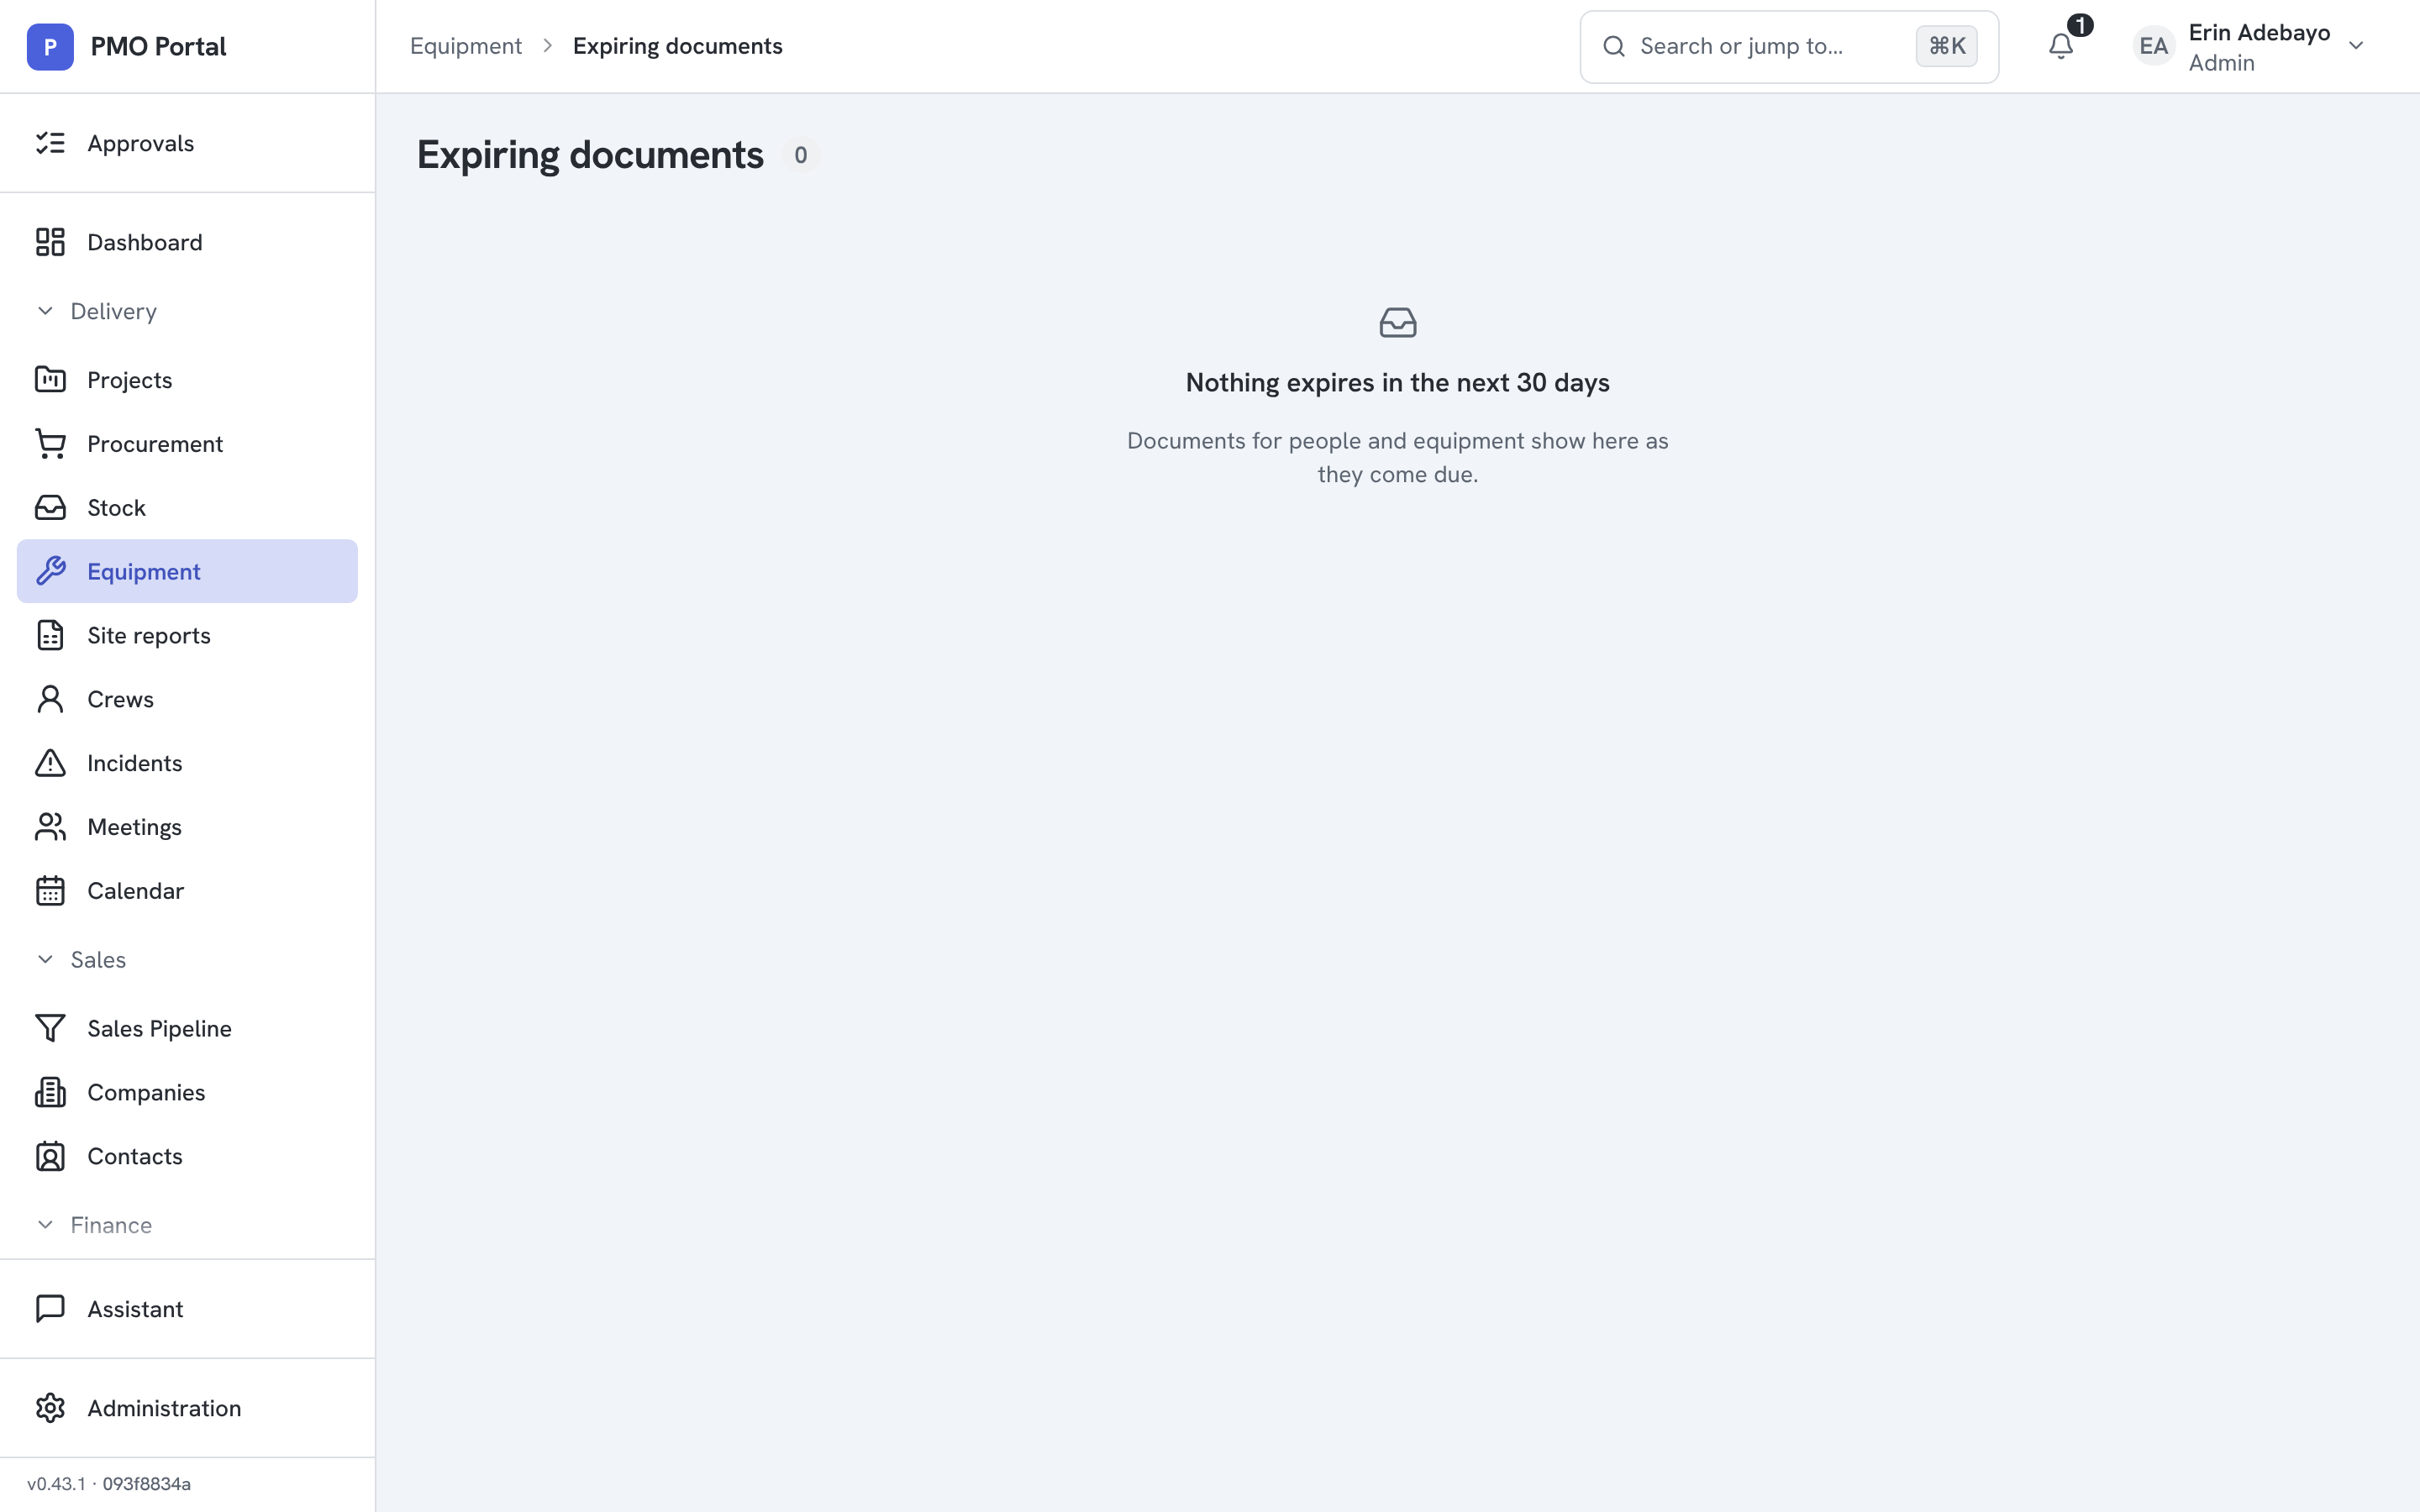 P
PMO Portal
Equipment
Expiring documents
Search or jump to...
⌘K
1
EA
Erin Adebayo
Admin
Approvals
Dashboard
Delivery
Projects
Procurement
Stock
Equipment
Site reports
Crews
Incidents
Meetings
Calendar
Sales
Sales Pipeline
Companies
Contacts
Finance
Assistant
Administration
v0.43.1 · 093f8834a
Expiring documents 0
Nothing expires in the next 30 days
Documents for people and equipment show here as
they come due.